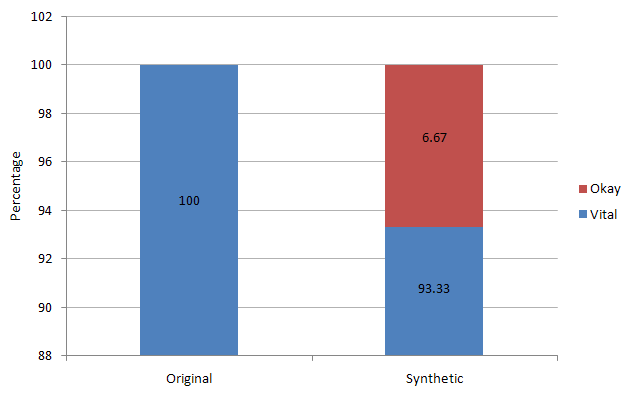 102
100
98
96
94
92
90
88
Percentage
100
6.67
93.33
Original
Synthetic
Okay
Vital